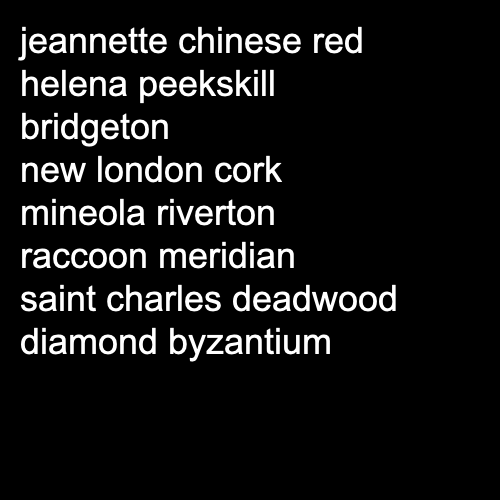 jeannette chinese red
helena peekskill
bridgeton
new london cork
mineola riverton
raccoon meridian
saint charles deadwood
diamond byzantium